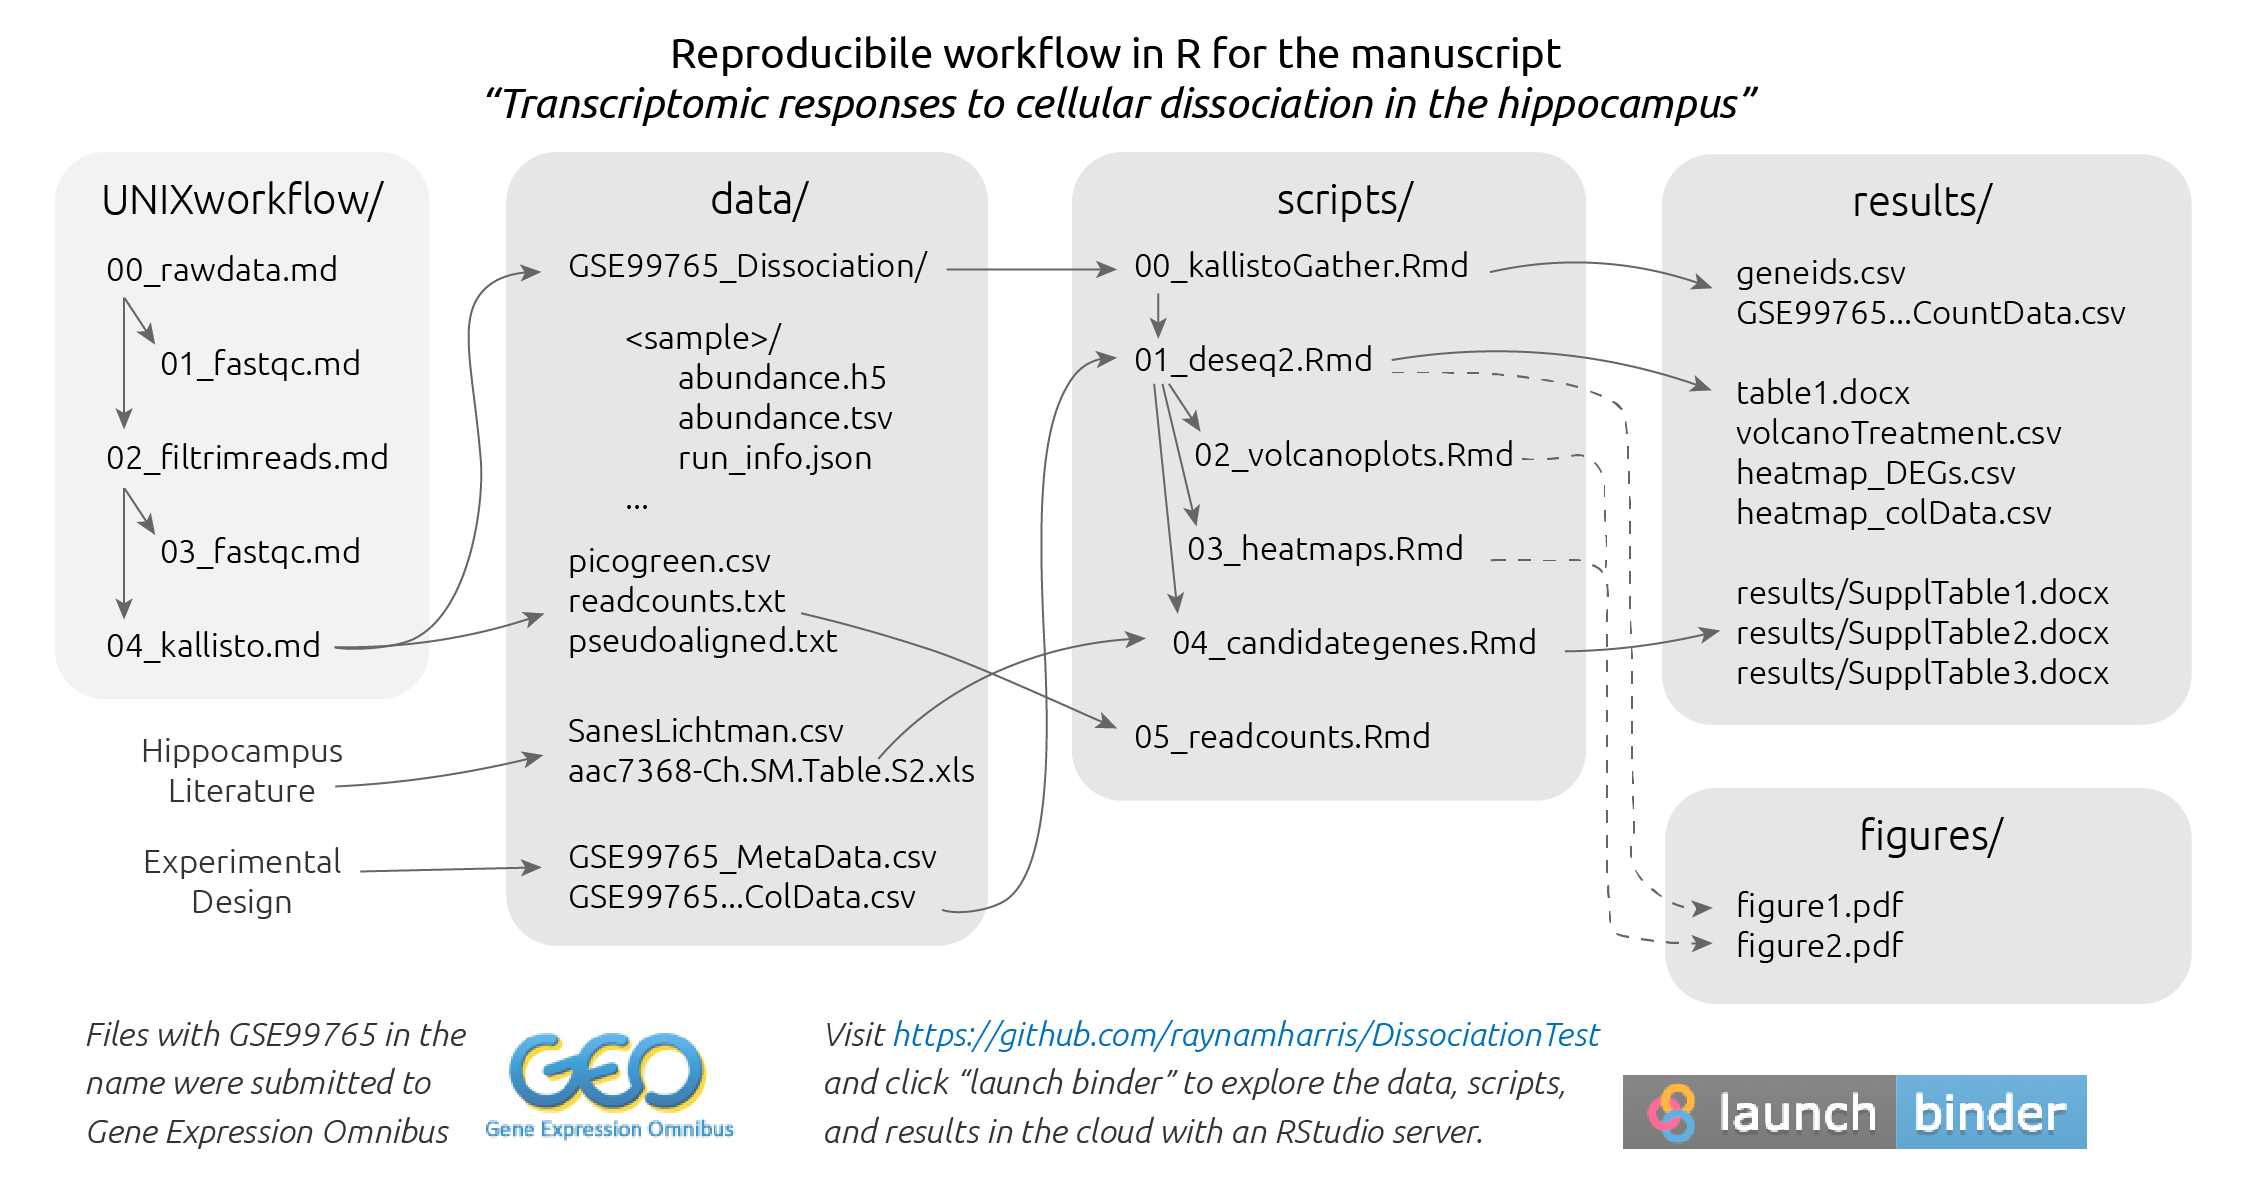 Reproducibile workflow in R for the manuscript
“Transcriptomic responses to cellular dissociation in the hippocampus”
UNIXworkflow/
00_rawdata.md
01_fastqc.md
02_filtrimreads.md
03_fastqc.md
04_kallisto.md
Hippocampus
Literature
Experimental
Design
data/
GSE99765_Dissociation/
<sample>/
abundance.h5
abundance.tsv
run_info.json
...
picogreen.csv
readcounts.txt
pseudoaligned.txt
SanesLichtman.csv
aac7368-Ch.SM.Table.S2.xls
GSE99765_MetaData.csv
GSE99765...ColData.csv
scripts/
00_kallistoGather.Rmd
01_deseq2.Rmd
02_volcanoplots.Rmd
03_heatmaps.Rmd
04_candidategenes.Rmd
05_readcounts.Rmd
results/
geneids.csv
GSE99765...CountData.csv
table1.docx
volcanoTreatment.csv
heatmap_DEGs.csv
heatmap_colData.csv
results/SupplTable1.docx
results/SupplTable2.docx
results/SupplTable3.docx
figures/
figure1.pdf
figure2.pdf
Files with GSE99765 in the
name were submitted to
Gene Expression Omnibus
GEO
Gene Expression Omnibus
Visit https://github.com/raynamharris/DissociationTest
and click “launch binder” to explore the data, scripts,
and results in the cloud with an RStudio server.
launch binder